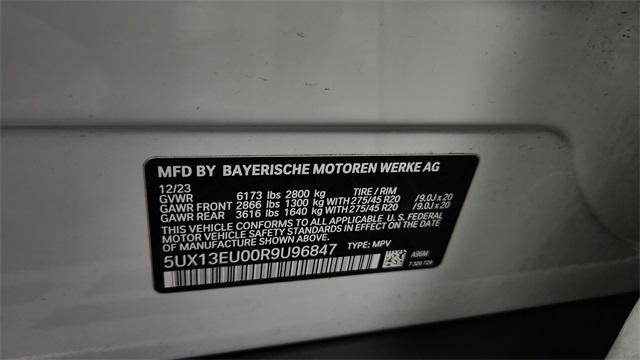 MFD BY BAYERISCHE MOTOREN WERKE AG
12/23 TIRE / RIM
GVWR 6173 lbs 2800 kg
GAWR FRONT 2866 lbs 1300 kg WITH 275/45 R20 /9.0J x 20
GAWR REAR 3616 lbs 1640 kg WITH 275/45 R20 /9.0J x 20
THIS VEHICLE CONFORMS TO ALL APPLICABLE U. S. FEDERAL
MOTOR VEHICLE SAFETY STANDARDS IN EFFECT ON THE DATE
OF MANUFACTURE SHOWN ABOVE.
5UX13EU00R9U96847 TYPE: MPV
A96M
7 320 726